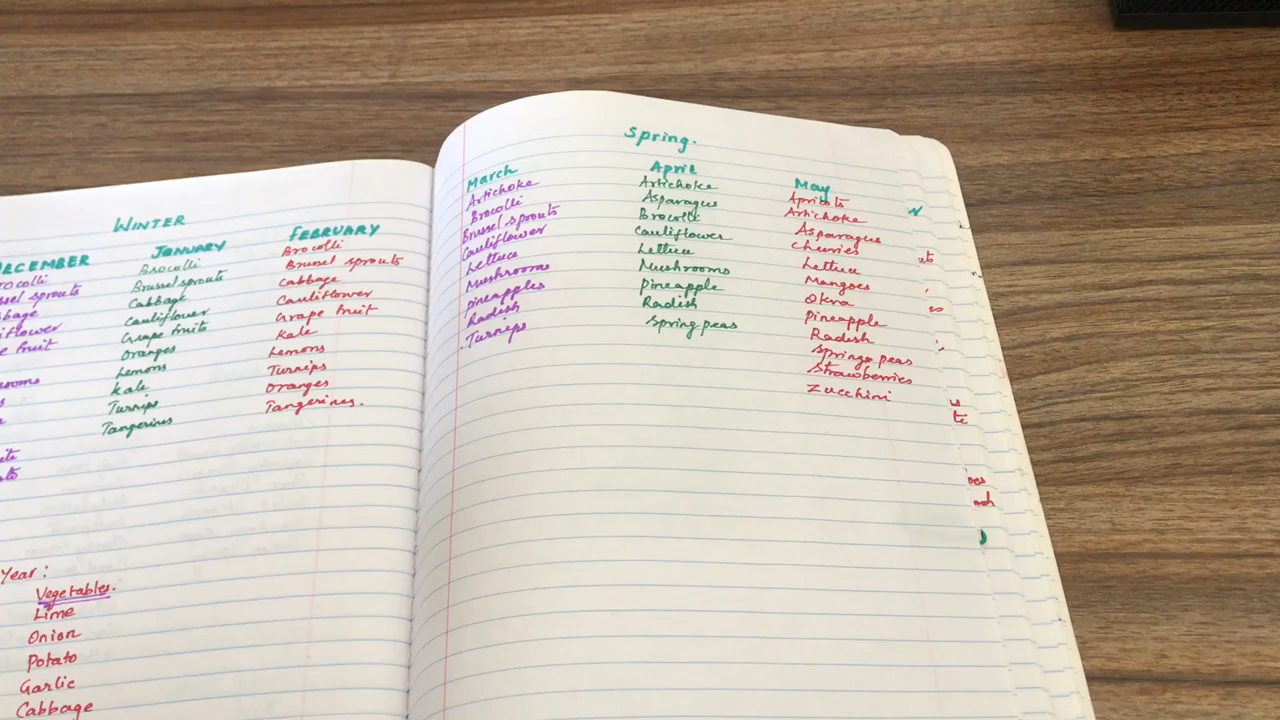 WINTER
DECEMBER
JANUARY
Brocolli
Brussel sprouts
Cabbage
Cauliflower
Grape fruits
Oranges
Lemons
Kale
Turnips
Tangerines
FEBRUARY
Brocolli
Brussel sprouts
Cabbage
Cauliflower
Grape fruit
Kale
Lemons
Turnips
Oranges
Tangerines.
Year:
Vegetables.
Lime
Onion
Potato
Garlic
Cabbage
Spring.
March
Artichoke
Brocolli
Brussel sprouts
Cauliflower
Lettuce
Mushrooms
pineapples
Radish
Turnips
April
Artichoke
Asparagus
Brocolli
Cauliflower
Lettuce
Mushrooms
Pineapple
Radish
Spring peas
May
Apricots
Artichoke
Asparagus
Cherries
Lettuce
Mangoes
Okra
Pineapple
Radish
Spring peas
Strawberries
Zucchini